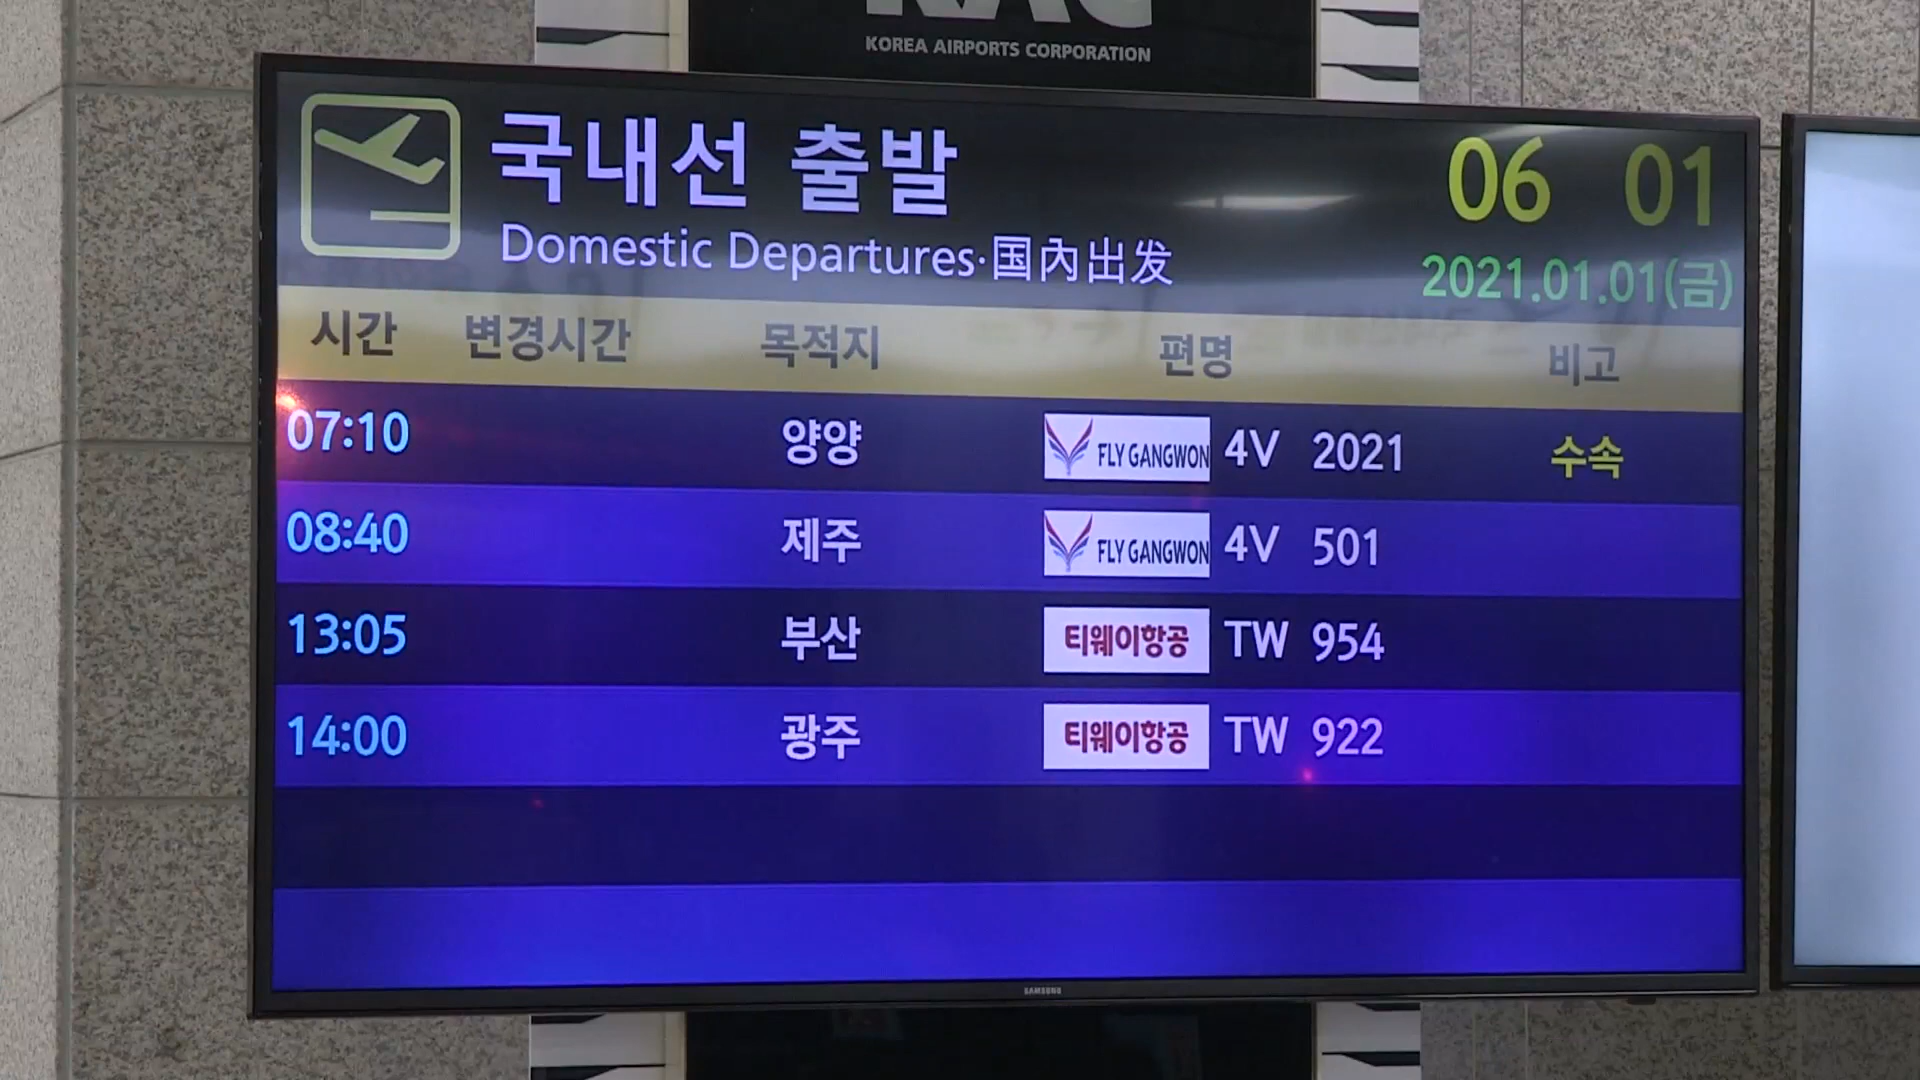 KAC
KOREA AIRPORTS CORPORATION
국내선 출발
06 01
Domestic Departures·国內出发
2021.01.01(금)
시간 변경시간 목적지 편명 비고
07:10 양양 FLY GANGWON 4V 2021 수속
08:40 제주 FLY GANGWON 4V 501
13:05 부산 티웨이항공 TW 954
14:00 광주 티웨이항공 TW 922
SAMSUNG